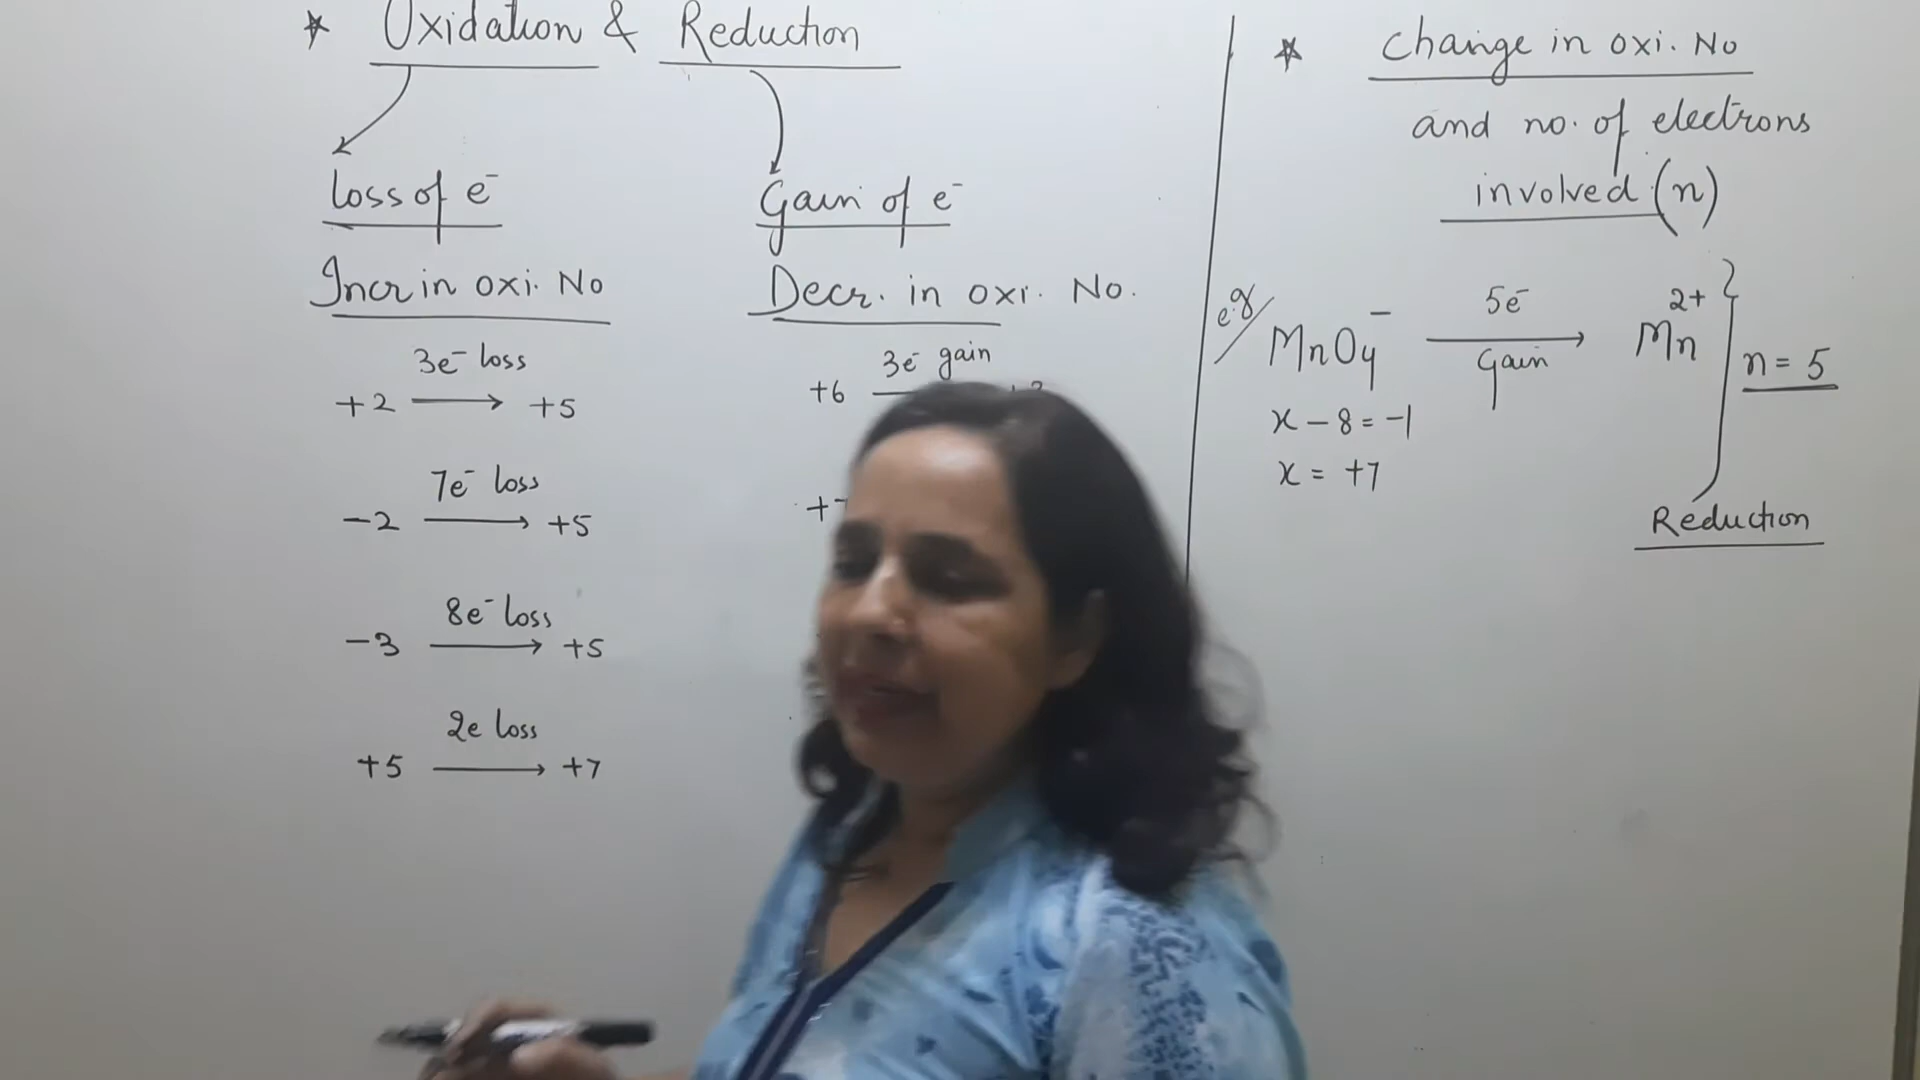 ★ Oxidation & Reduction
loss of e⁻
Gain of e⁻
Incr in oxi. No
Decr. in oxi. No.
3e⁻ loss
+2 ⟶ +5
7e⁻ loss
-2 ⟶ +5
8e⁻ loss
-3 ⟶ +5
2e loss
+5 ⟶ +7
3e⁻ gain
+6
★ Change in oxi. No
and no. of electrons
involved (n)
e.g/ MnO₄⁻ ⟶ Mn²⁺ } n = 5
5e⁻
Gain
x - 8 = -1
x = +7
Reduction